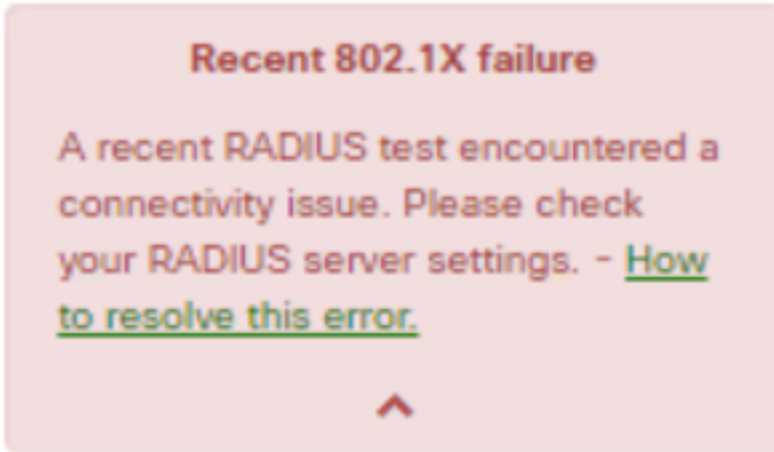 Recent 802.1X failure
A recent RADIUS test encountered a
connectivity issue. Please check
your RADIUS server settings. - How
to resolve this error.